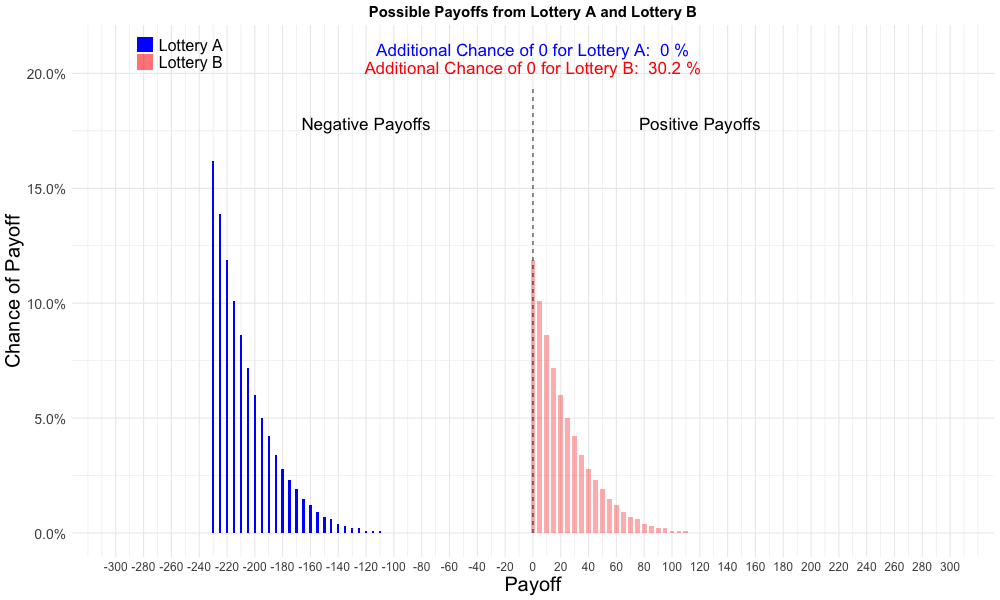 Possible Payoffs from Lottery A and Lottery B
Lottery A
Lottery B
Additional Chance of 0 for Lottery A:  0 %
Additional Chance of 0 for Lottery B:  30.2 %
Negative Payoffs
Positive Payoffs
Chance of Payoff
20.0%
15.0%
10.0%
5.0%
0.0%
-300 -280 -260 -240 -220 -200 -180 -160 -140 -120 -100 -80 -60 -40 -20 0 20 40 60 80 100 120 140 160 180 200 220 240 260 280 300
Payoff